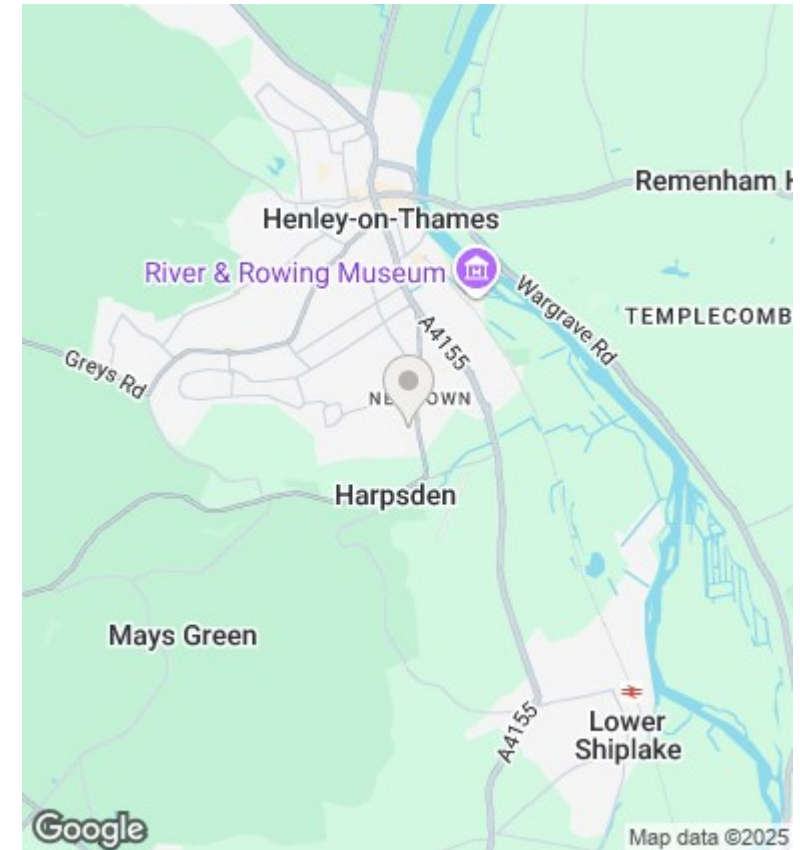 Remenham H
Henley-on-Thames
River & Rowing Museum
Wargrave Rd
TEMPLECOMB
A4155
Greys Rd
Harpsden
Mays Green
A4155
Lower
Shiplake
Google
Map data ©2025